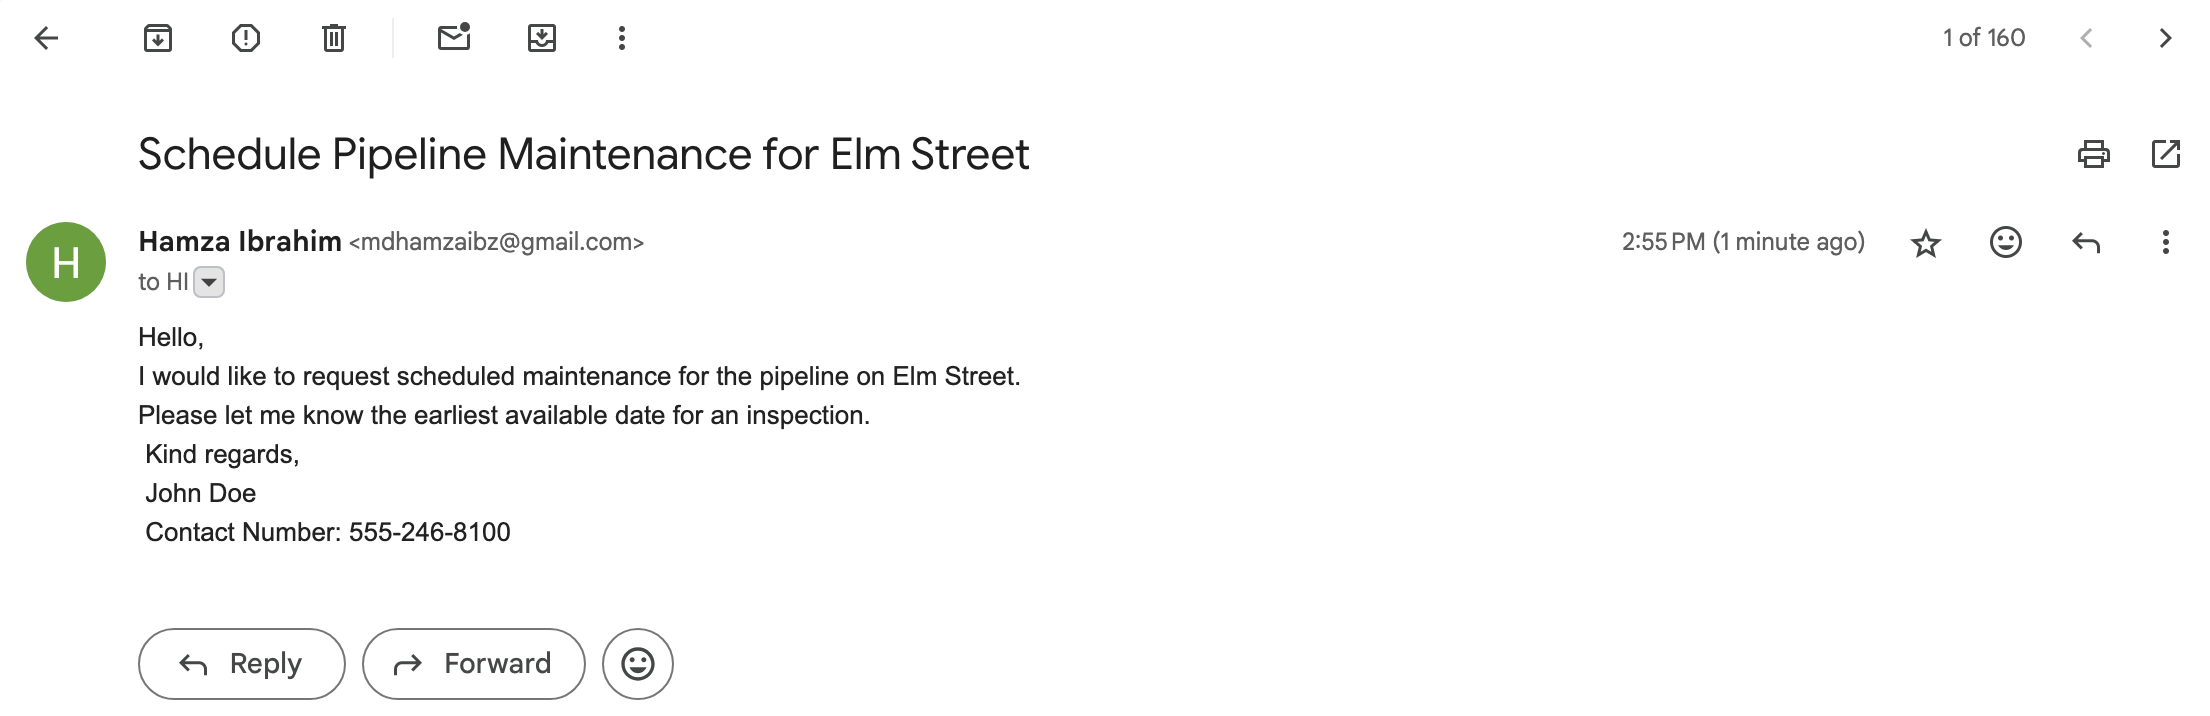 1 of 160
Schedule Pipeline Maintenance for Elm Street
Hamza Ibrahim <mdhamzaibz@gmail.com>
2:55 PM (1 minute ago)
to HI
H
Hello,
I would like to request scheduled maintenance for the pipeline on Elm Street.
Please let me know the earliest available date for an inspection.
Kind regards,
John Doe
Contact Number: 555-246-8100
Reply
Forward